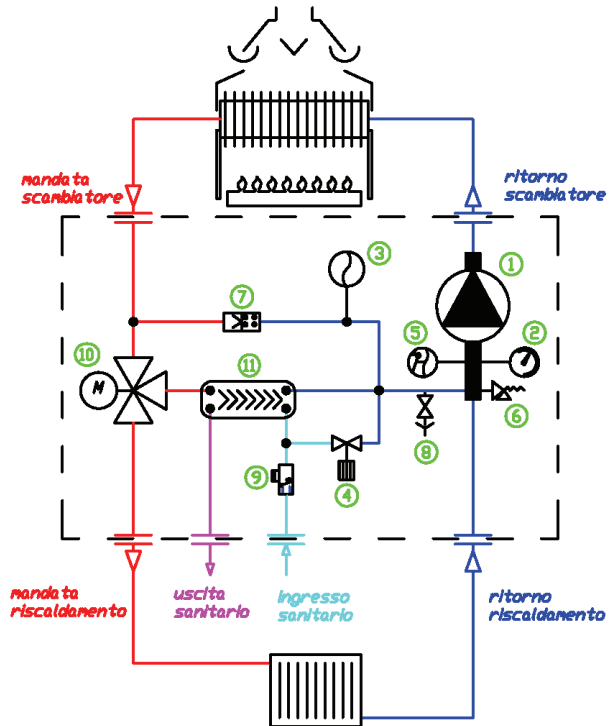 mandata
scambiatore
ritorno
scambiatore
1
3
7
5
2
10
M
11
6
8
9
4
mandata
riscaldamento
uscita
sanitario
ingresso
sanitario
ritorno
riscaldamento